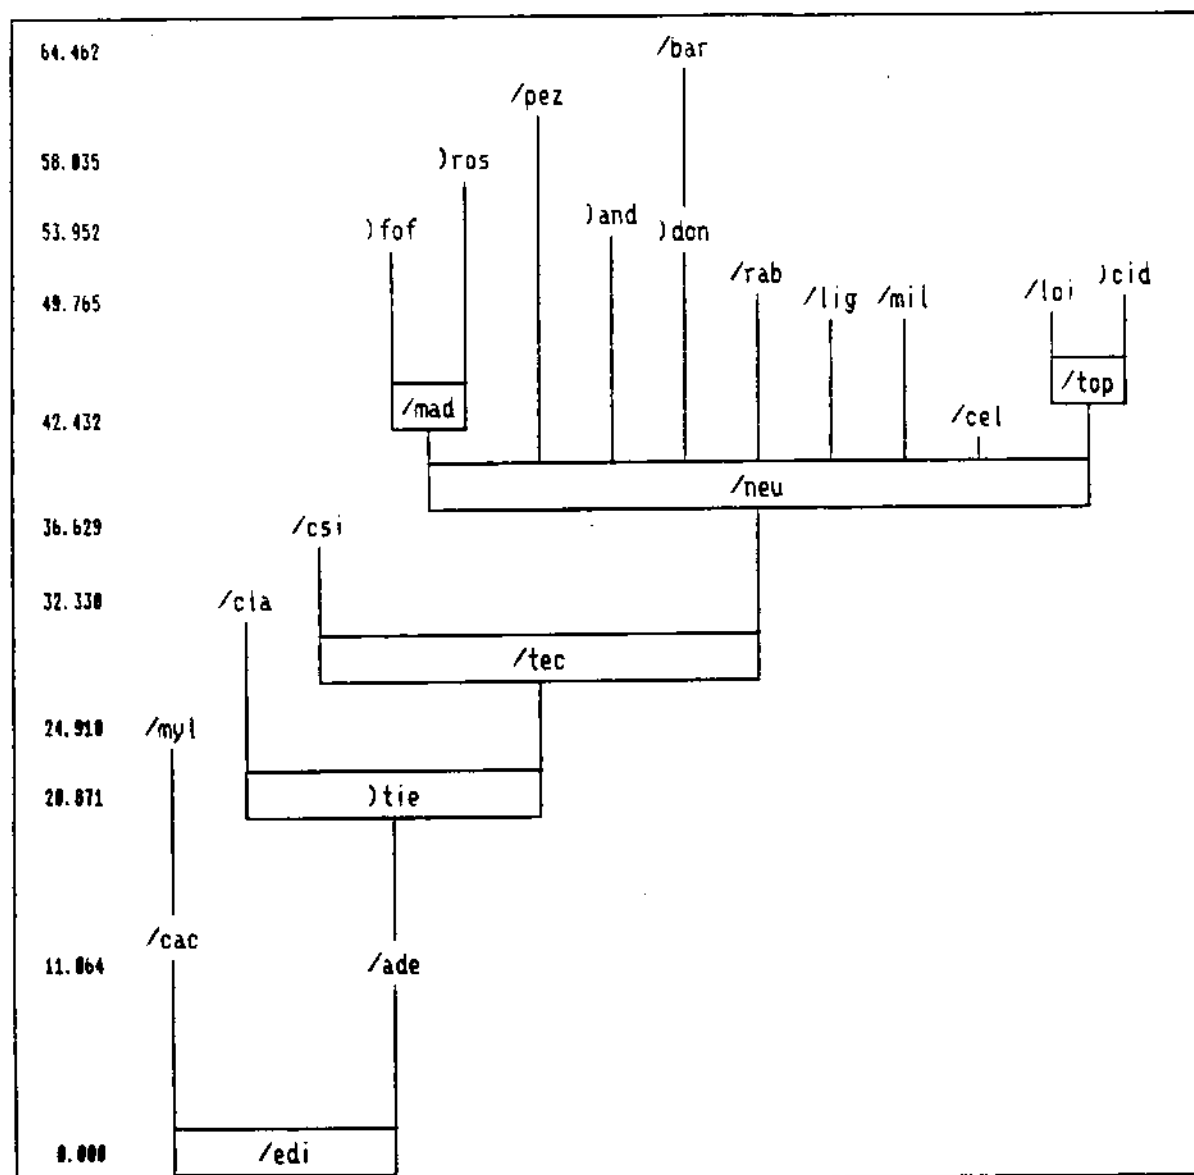 64.462 /bar
/pez
58.035 )ros
53.952 )fof )and )don
49.765 /rab /lig /mil /loi )cid
/mad /top
42.432 /cel
/neu
36.629 /csi
32.330 /cia
/tec
24.910 /myl
20.871 )tie
/cac
11.064 /ade
0.000 /edi